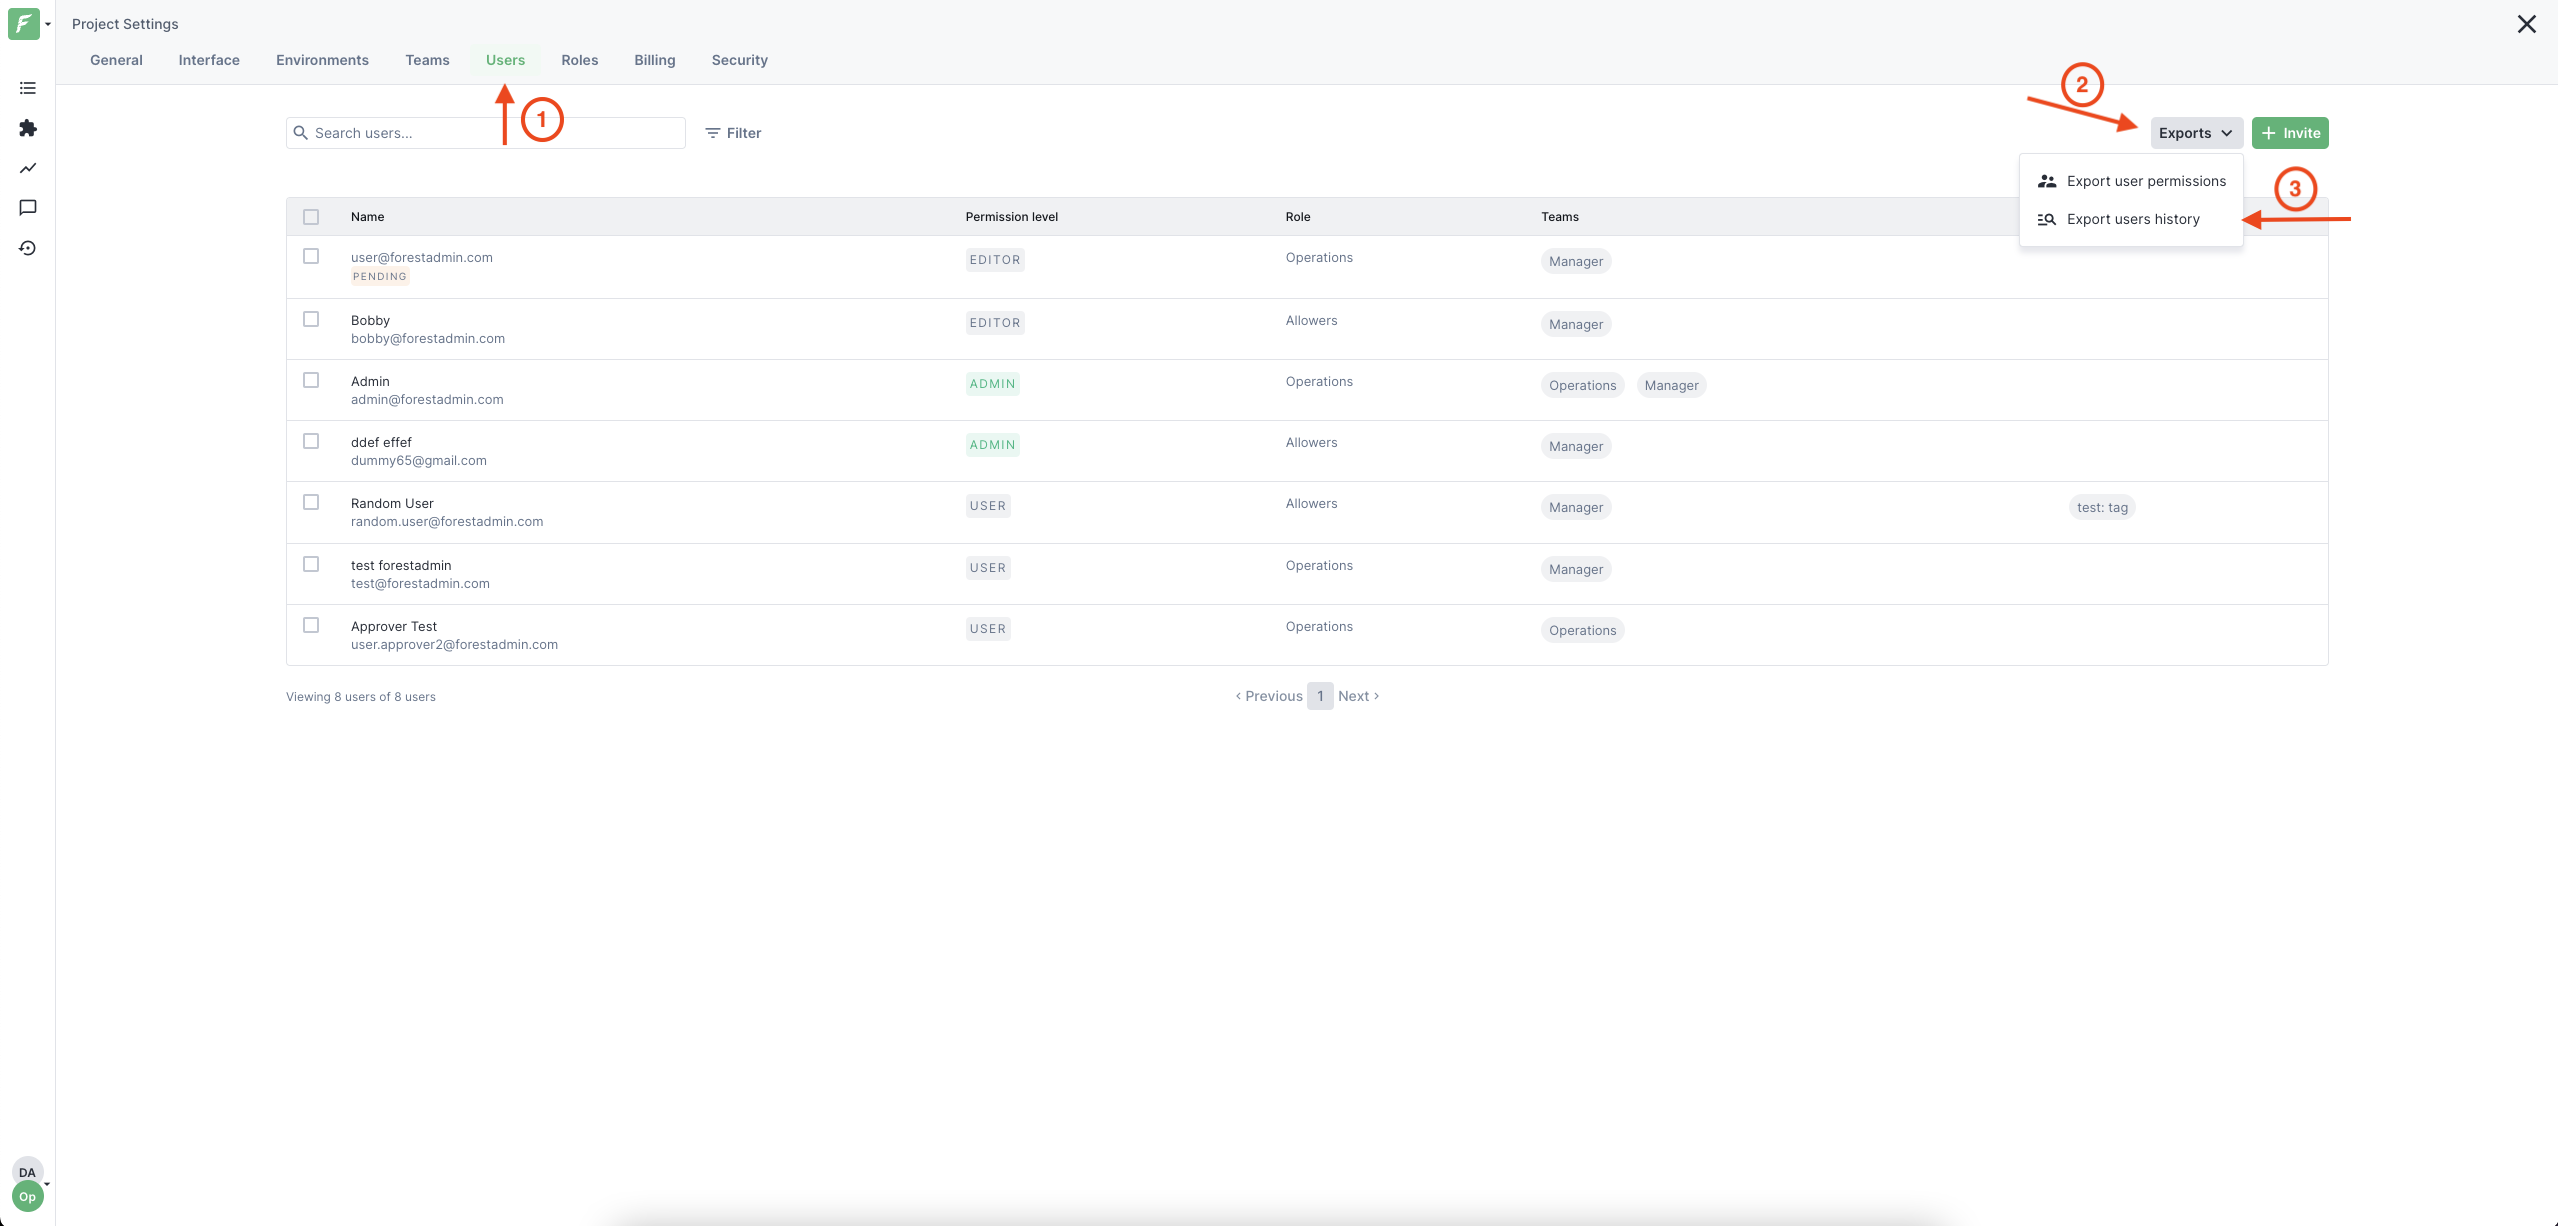 Project Settings
General Interface Environments Teams Users Roles Billing Security
2
1
Search users... Filter Exports Invite
Export user permissions
3
Export users history
Name Permission level Role Teams
user@forestadmin.com EDITOR Operations Manager
PENDING
Bobby EDITOR Allowers Manager
bobby@forestadmin.com
Admin ADMIN Operations Operations Manager
admin@forestadmin.com
ddef effef ADMIN Allowers Manager
dummy65@gmail.com
Random User USER Allowers Manager test: tag
random.user@forestadmin.com
test forestadmin USER Operations Manager
test@forestadmin.com
Approver Test USER Operations Operations
user.approver2@forestadmin.com
Viewing 8 users of 8 users ‹ Previous 1 Next ›
DA
Op